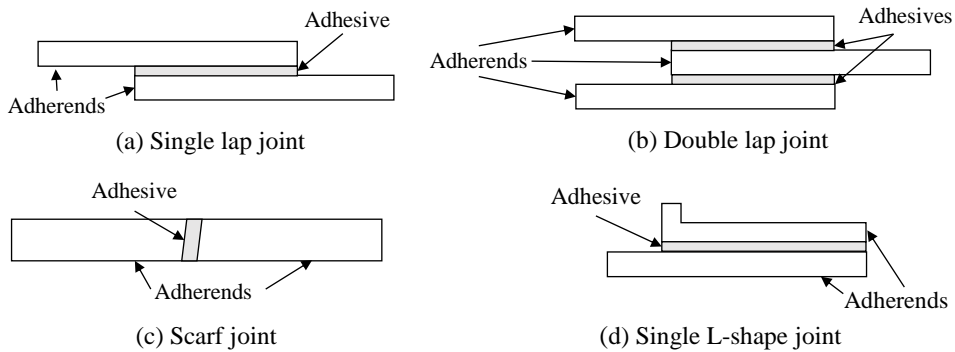 Adhesive
Adherends
(a) Single lap joint
Adhesives
Adherends
(b) Double lap joint
Adhesive
Adherends
(c) Scarf joint
Adhesive
Adherends
(d) Single L-shape joint